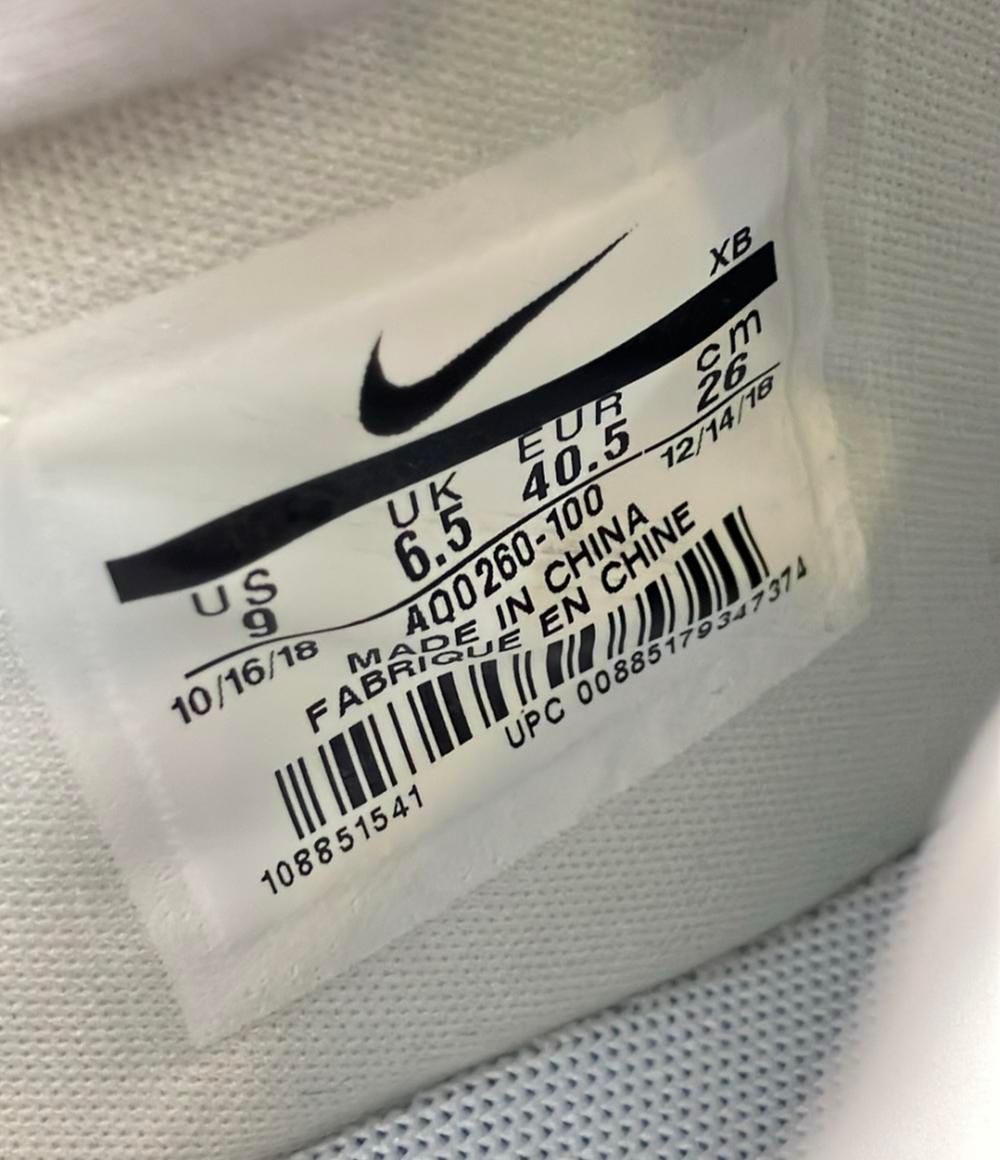 XB
US UK EUR cm
9 6.5 40.5 26
10/16/18 AQ0260-100 12/14/18
MADE IN CHINA
FABRIQUE EN CHINE
UPC 00885179347374
108851541